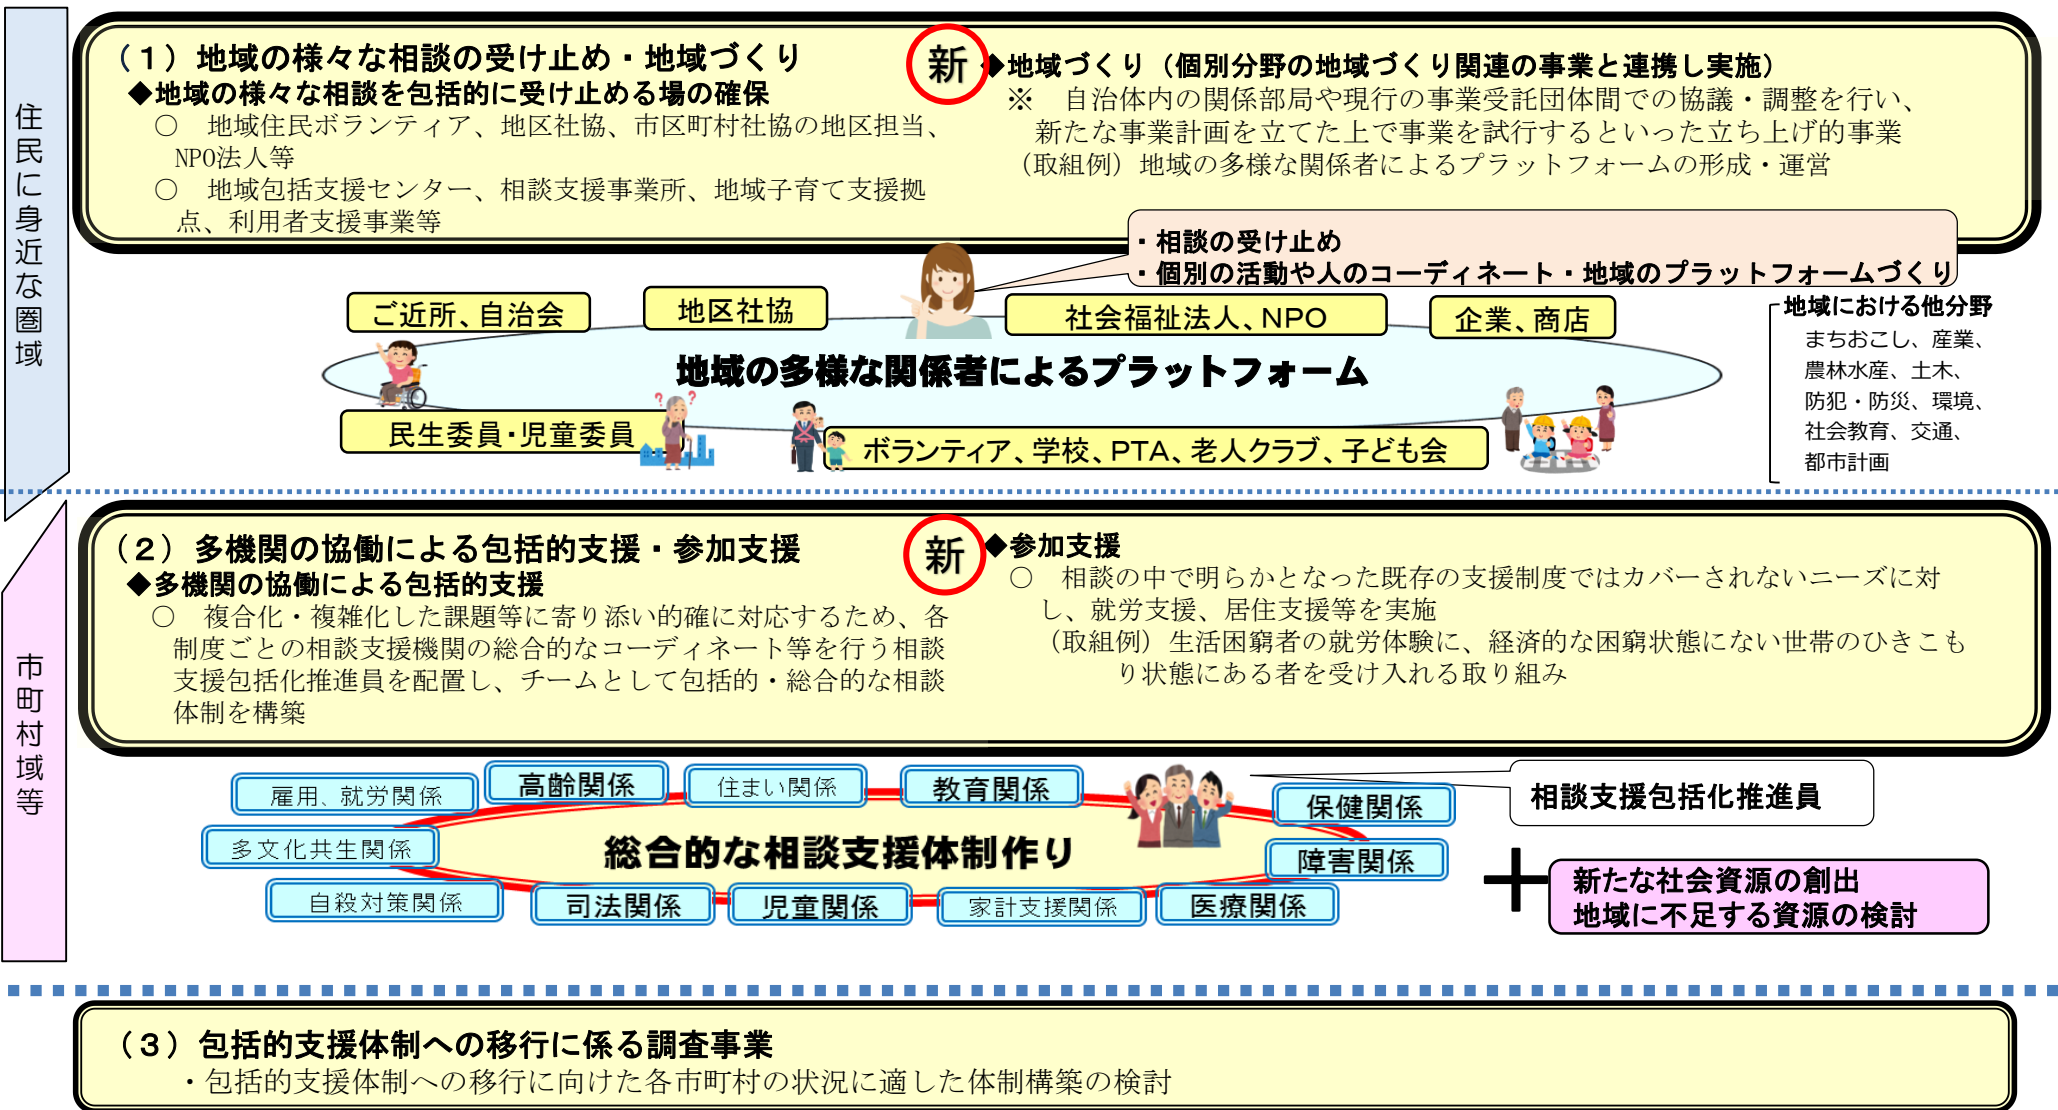 住民に身近な圏域
（１）地域の様々な相談の受け止め・地域づくり
◆地域の様々な相談を包括的に受け止める場の確保
○　地域住民ボランティア、地区社協、市区町村社協の地区担当、
NPO法人等
○　地域包括支援センター、相談支援事業所、地域子育て支援拠
点、利用者支援事業等
新
◆地域づくり（個別分野の地域づくり関連の事業と連携し実施）
※　自治体内の関係部局や現行の事業受託団体間での協議・調整を行い、
新たな事業計画を立てた上で事業を試行するといった立ち上げ的事業
（取組例）地域の多様な関係者によるプラットフォームの形成・運営
・相談の受け止め
・個別の活動や人のコーディネート・地域のプラットフォームづくり
ご近所、自治会
地区社協
社会福祉法人、NPO
企業、商店
地域の多様な関係者によるプラットフォーム
民生委員・児童委員
? ?
ボランティア、学校、PTA、老人クラブ、子ども会
地域における他分野
まちおこし、産業、
農林水産、土木、
防犯・防災、環境、
社会教育、交通、
都市計画
市町村域等
（２）多機関の協働による包括的支援・参加支援
◆多機関の協働による包括的支援
○　複合化・複雑化した課題等に寄り添い的確に対応するため、各
制度ごとの相談支援機関の総合的なコーディネート等を行う相談
支援包括化推進員を配置し、チームとして包括的・総合的な相談
体制を構築
新
◆参加支援
○　相談の中で明らかとなった既存の支援制度ではカバーされないニーズに対
し、就労支援、居住支援等を実施
（取組例）生活困窮者の就労体験に、経済的な困窮状態にない世帯のひきこも
り状態にある者を受け入れる取り組み
雇用、就労関係
高齢関係
住まい関係
教育関係
保健関係
相談支援包括化推進員
多文化共生関係
総合的な相談支援体制作り
障害関係
自殺対策関係
司法関係
児童関係
家計支援関係
医療関係
＋
新たな社会資源の創出
地域に不足する資源の検討
（３）包括的支援体制への移行に係る調査事業
・包括的支援体制への移行に向けた各市町村の状況に適した体制構築の検討